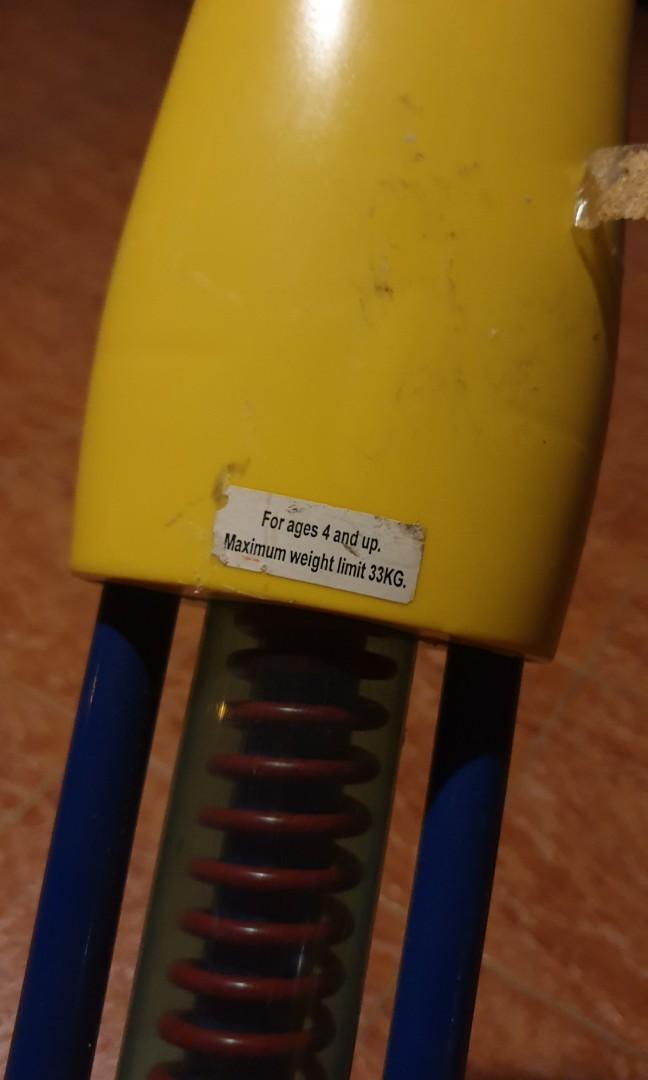 For ages 4 and up.
Maximum weight limit 33KG.